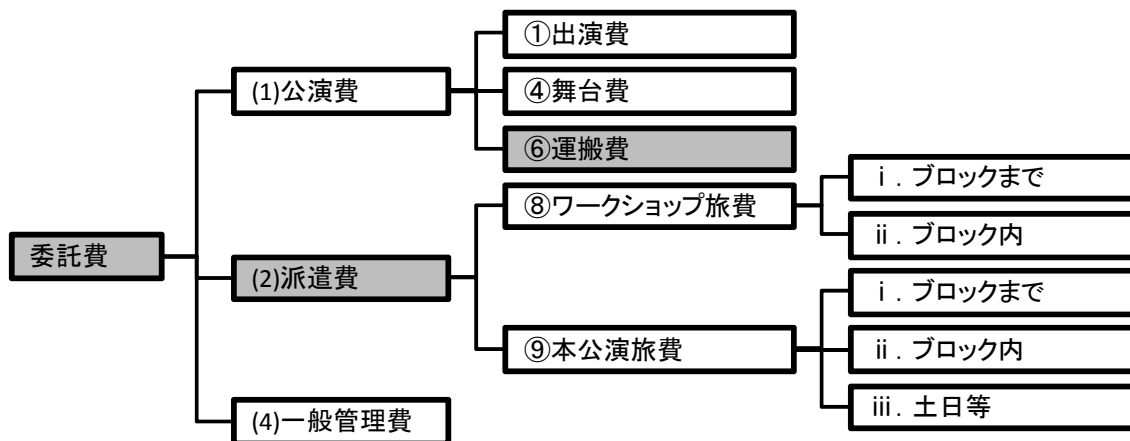 委託費
(1)公演費
①出演費
④舞台費
⑥運搬費
(2)派遣費
⑧ワークショップ旅費
ⅰ．ブロックまで
ⅱ．ブロック内
⑨本公演旅費
ⅰ．ブロックまで
ⅱ．ブロック内
ⅲ．土日等
(4)一般管理費